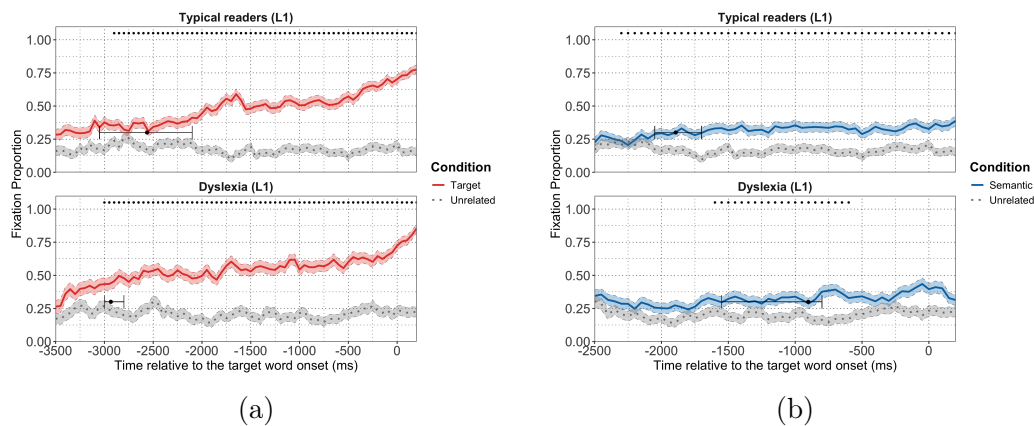 Typical readers (L1)
1.00
0.75
0.50
0.25
0.00
Dyslexia (L1)
1.00
0.75
0.50
0.25
0.00
-3500 -3000 -2500 -2000 -1500 -1000 -500 0
Time relative to the target word onset (ms)
Fixation Proportion
Condition
Target
Unrelated
(a)
Typical readers (L1)
1.00
0.75
0.50
0.25
0.00
Dyslexia (L1)
1.00
0.75
0.50
0.25
0.00
-2500 -2000 -1500 -1000 -500 0
Time relative to the target word onset (ms)
Fixation Proportion
Condition
Semantic
Unrelated
(b)